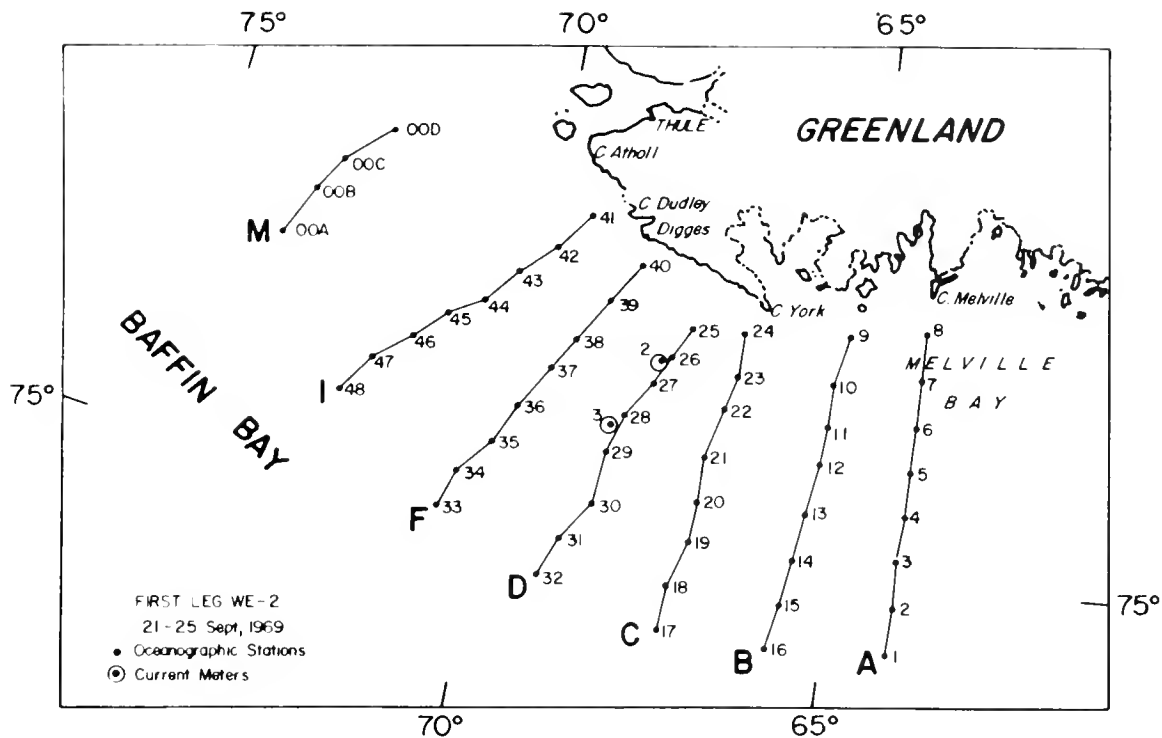 75° 70° 65°
THULE
GREENLAND
C Atholl
00D
00C
00B
M 00A
C Dudley
Digges
41
42
43
44
45
46
47
I 48
40
39
38
37
36
35
34
F 33
C York
C. Melville
MELVILLE
BAY
BAFFIN BAY
75°
25
2 26
27
3 28
29
30
31
D 32
24
23
22
21
20
19
18
C 17
9
10
11
12
13
14
15
B 16
8
7
6
5
4
3
2
A 1
75°
FIRST LEG WE-2
21-25 Sept, 1969
Oceanographic Stations
Current Meters
70° 65°